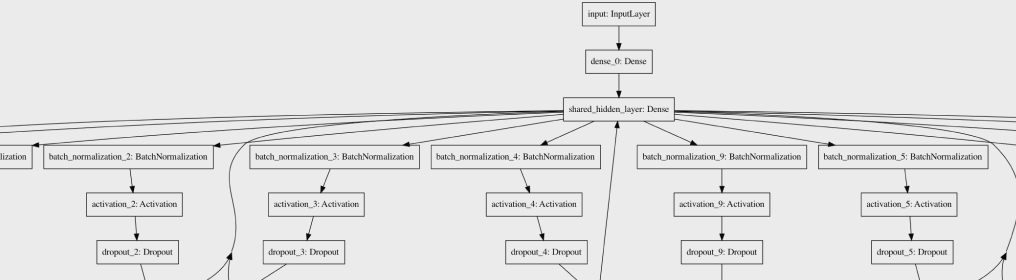 input: InputLayer
dense_0: Dense
shared_hidden_layer: Dense
lization batch_normalization_2: BatchNormalization batch_normalization_3: BatchNormalization batch_normalization_4: BatchNormalization batch_normalization_9: BatchNormalization batch_normalization_5: BatchNormalization
activation_2: Activation activation_3: Activation activation_4: Activation activation_9: Activation activation_5: Activation
dropout_2: Dropout dropout_3: Dropout dropout_4: Dropout dropout_9: Dropout dropout_5: Dropout